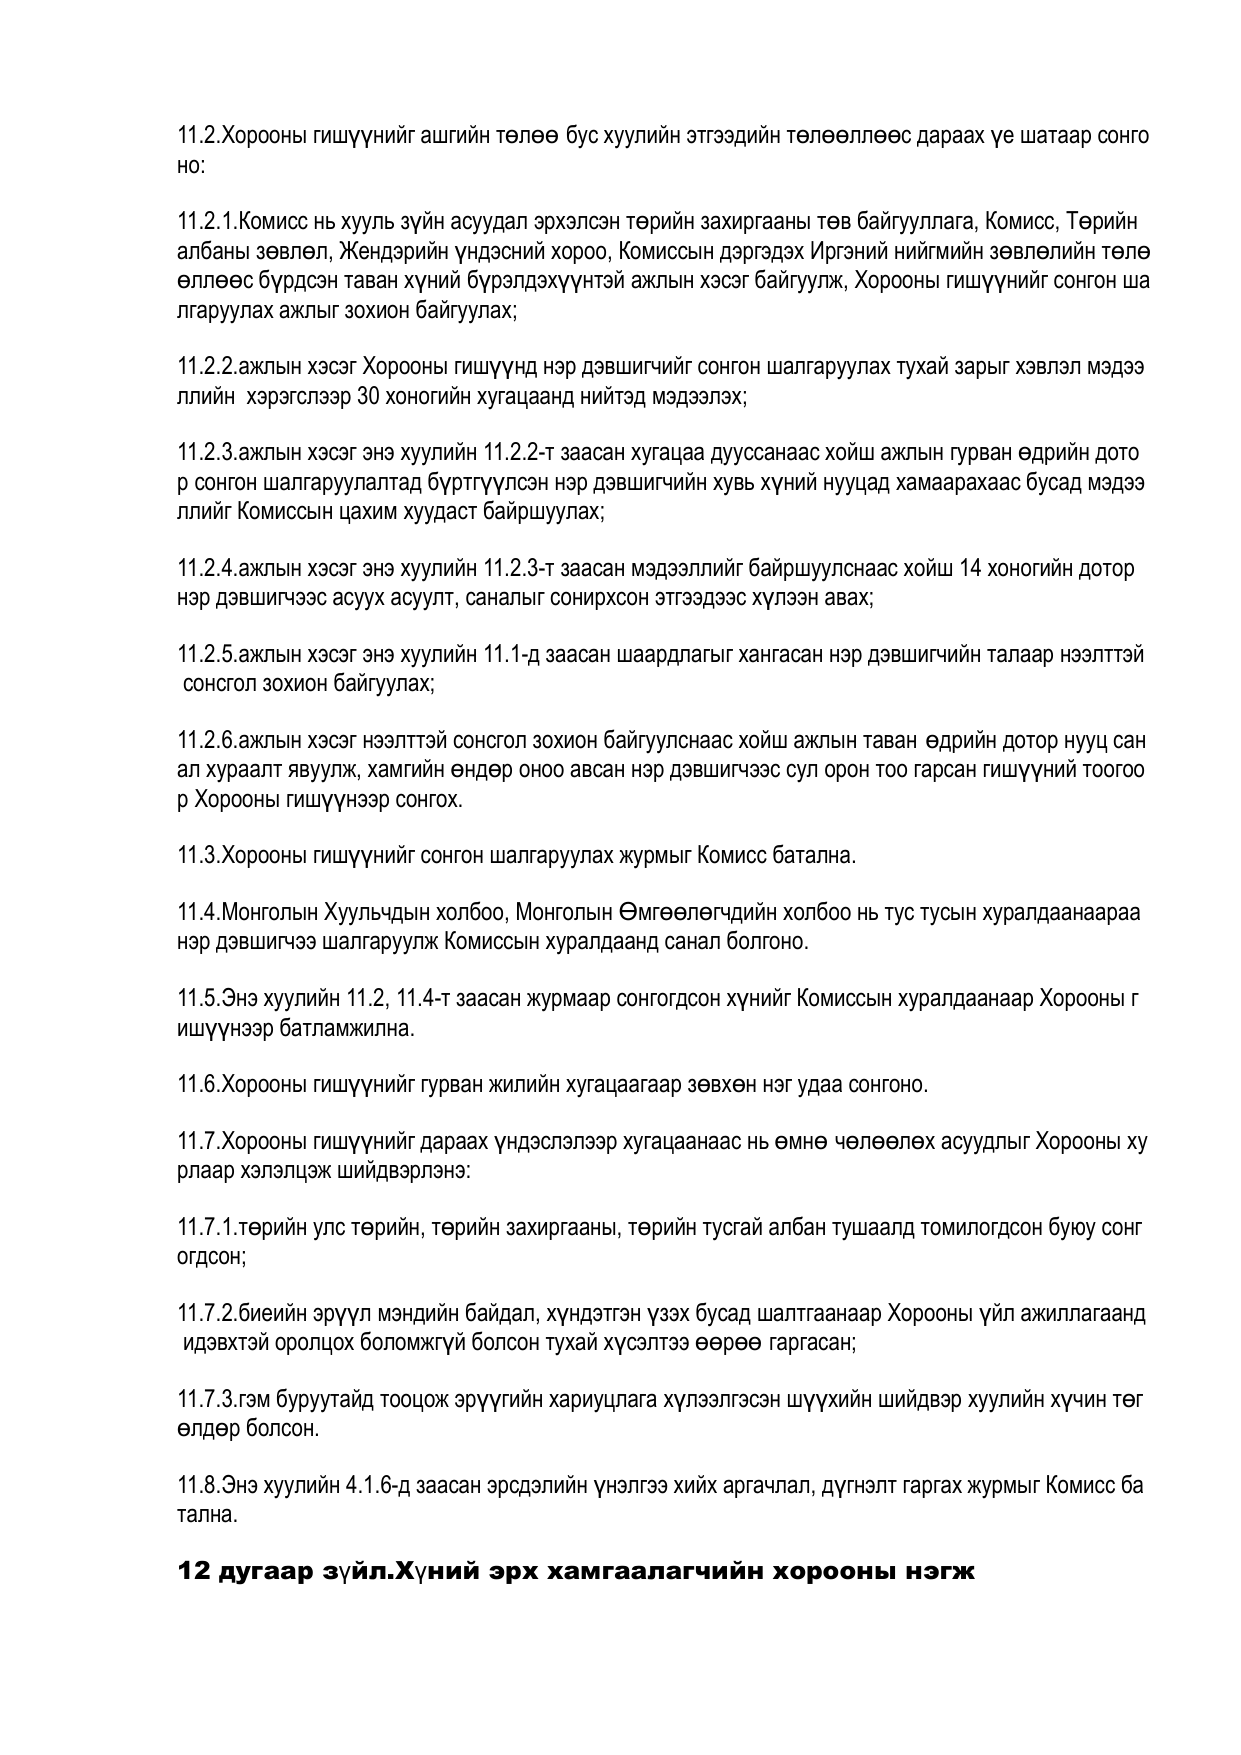 11.2.Хорооны гишүүнийг ашгийн төлөө бус хуулийн этгээдийн төлөөллөөс дараах үе шатаар сонго
но:
11.2.1.Комисс нь хууль зүйн асуудал эрхэлсэн төрийн захиргааны төв байгууллага, Комисс, Төрийн
албаны зөвлөл, Жендэрийн үндэсний хороо, Комиссын дэргэдэх Иргэний нийгмийн зөвлөлийн төлө
өллөөс бүрдсэн таван хүний бүрэлдэхүүнтэй ажлын хэсэг байгуулж, Хорооны гишүүнийг сонгон ша
лгаруулах ажлыг зохион байгуулах;
11.2.2.ажлын хэсэг Хорооны гишүүнд нэр дэвшигчийг сонгон шалгаруулах тухай зарыг хэвлэл мэдээ
ллийн  хэрэгслээр 30 хоногийн хугацаанд нийтэд мэдээлэх;
11.2.3.ажлын хэсэг энэ хуулийн 11.2.2-т заасан хугацаа дууссанаас хойш ажлын гурван өдрийн дото
р сонгон шалгаруулалтад бүртгүүлсэн нэр дэвшигчийн хувь хүний нууцад хамаарахаас бусад мэдээ
ллийг Комиссын цахим хуудаст байршуулах;
11.2.4.ажлын хэсэг энэ хуулийн 11.2.3-т заасан мэдээллийг байршуулснаас хойш 14 хоногийн дотор
нэр дэвшигчээс асуух асуулт, саналыг сонирхсон этгээдээс хүлээн авах;
11.2.5.ажлын хэсэг энэ хуулийн 11.1-д заасан шаардлагыг хангасан нэр дэвшигчийн талаар нээлттэй
сонсгол зохион байгуулах;
11.2.6.ажлын хэсэг нээлттэй сонсгол зохион байгуулснаас хойш ажлын таван өдрийн дотор нууц сан
ал хураалт явуулж, хамгийн өндөр оноо авсан нэр дэвшигчээс сул орон тоо гарсан гишүүний тоогоо
р Хорооны гишүүнээр сонгох.
11.3.Хорооны гишүүнийг сонгон шалгаруулах журмыг Комисс батална.
11.4.Монголын Хуульчдын холбоо, Монголын Өмгөөлөгчдийн холбоо нь тус тусын хуралдаанаараа
нэр дэвшигчээ шалгаруулж Комиссын хуралдаанд санал болгоно.
11.5.Энэ хуулийн 11.2, 11.4-т заасан журмаар сонгогдсон хүнийг Комиссын хуралдаанаар Хорооны г
ишүүнээр батламжилна.
11.6.Хорооны гишүүнийг гурван жилийн хугацаагаар зөвхөн нэг удаа сонгоно.
11.7.Хорооны гишүүнийг дараах үндэслэлээр хугацаанаас нь өмнө чөлөөлөх асуудлыг Хорооны ху
рлаар хэлэлцэж шийдвэрлэнэ:
11.7.1.төрийн улс төрийн, төрийн захиргааны, төрийн тусгай албан тушаалд томилогдсон буюу сонг
огдсон;
11.7.2.биеийн эрүүл мэндийн байдал, хүндэтгэн үзэх бусад шалтгаанаар Хорооны үйл ажиллагаанд
идэвхтэй оролцох боломжгүй болсон тухай хүсэлтээ өөрөө гаргасан;
11.7.3.гэм буруутайд тооцож эрүүгийн хариуцлага хүлээлгэсэн шүүхийн шийдвэр хуулийн хүчин төг
өлдөр болсон.
11.8.Энэ хуулийн 4.1.6-д заасан эрсдэлийн үнэлгээ хийх аргачлал, дүгнэлт гаргах журмыг Комисс ба
тална.
12 дугаар зүйл.Хүний эрх хамгаалагчийн хорооны нэгж